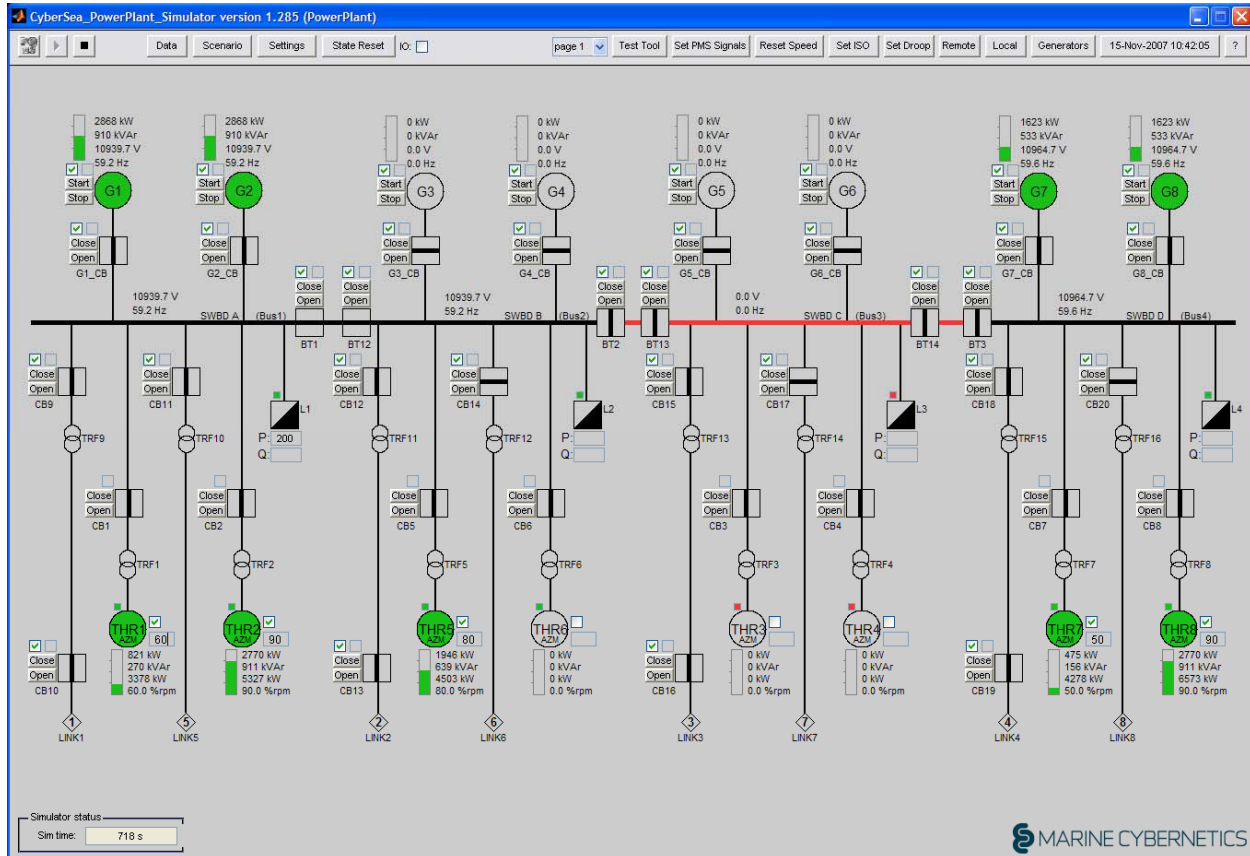 CyberSea_PowerPlant_Simulator version 1.285 (PowerPlant)
Data Scenario Settings State Reset IO: page 1 Test Tool Set PMS Signals Reset Speed Set ISO Set Droop Remote Local Generators 15-Nov-2007 10:42:05 ?
2868 kW 2868 kW 0 kW 0 kW 0 kW 0 kW 1623 kW 1623 kW
910 kVAr 910 kVAr 0 kVAr 0 kVAr 0 kVAr 0 kVAr 533 kVAr 533 kVAr
10939.7 V 10939.7 V 0.0 V 0.0 V 0.0 V 0.0 V 10964.7 V 10964.7 V
59.2 Hz 59.2 Hz 0.0 Hz 0.0 Hz 0.0 Hz 0.0 Hz 59.6 Hz 59.6 Hz
Start Start Start Start Start Start Start Start
G1 G2 G3 G4 G5 G6 G7 G8
Stop Stop Stop Stop Stop Stop Stop Stop
Close Close Close Close Close Close Close Close
Open Open Open Open Open Open Open Open
G1_CB G2_CB G3_CB G4_CB G5_CB G6_CB G7_CB G8_CB
Close Close Close Close Close Close
Open Open Open Open Open Open
10939.7 V 10939.7 V 0.0 V 10964.7 V
59.2 Hz 59.2 Hz 0.0 Hz 59.6 Hz
SWBD A (Bus1) SWBD B (Bus2) SWBD C (Bus3) SWBD D (Bus4)
BT1 BT12 BT2 BT13 BT14 BT3
Close Close Close Close Close Close Close Close
Open Open Open Open Open Open Open Open
CB9 CB11 CB12 CB14 CB15 CB17 CB18 CB20
L1 L2 L3 L4
TRF9 TRF10 TRF11 TRF12 TRF13 TRF14 TRF15 TRF16
P: 200 P: P: P:
Q: Q: Q: Q:
Close Close Close Close Close Close Close Close
Open Open Open Open Open Open Open Open
CB1 CB2 CB5 CB6 CB3 CB4 CB7 CB8
TRF1 TRF2 TRF5 TRF6 TRF3 TRF4 TRF7 TRF8
THR1 THR2 THR5 THR6 THR3 THR4 THR7 THR8
AZM AZM AZM AZM AZM AZM AZM AZM
60 90 80 50 90
821 kW 2770 kW 1946 kW 0 kW 0 kW 0 kW 475 kW 2770 kW
270 kVAr 911 kVAr 639 kVAr 0 kVAr 0 kVAr 0 kVAr 156 kVAr 911 kVAr
3378 kW 5327 kW 4503 kW 0 kW 0 kW 0 kW 4278 kW 6573 kW
60.0 %rpm 90.0 %rpm 80.0 %rpm 0.0 %rpm 0.0 %rpm 0.0 %rpm 50.0 %rpm 90.0 %rpm
Close Close Close Close
Open Open Open Open
CB10 CB13 CB16 CB19
1 5 2 6 3 7 4 8
LINK1 LINK5 LINK2 LINK6 LINK3 LINK7 LINK4 LINK8
Simulator status
Sim time: 718 s
MARINE CYBERNETICS